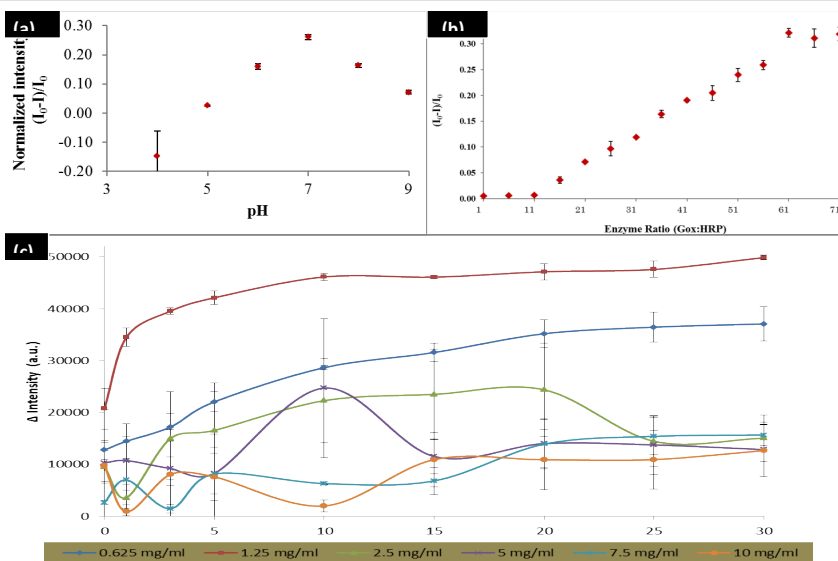 (a)
Normalized intensity
(I₀-I)/I₀
0.30
0.20
0.10
0.00
-0.10
-0.20
3
5
7
9
pH
(b)
(I₀-I)/I₀
0.30
0.25
0.20
0.15
0.10
0.05
0.00
1
11
21
31
41
51
61
71
Enzyme Ratio (Gox:HRP)
(c)
Δ Intensity (a.u.)
50000
40000
30000
20000
10000
0
0
5
10
15
20
25
30
0.625 mg/ml
1.25 mg/ml
2.5 mg/ml
5 mg/ml
7.5 mg/ml
10 mg/ml